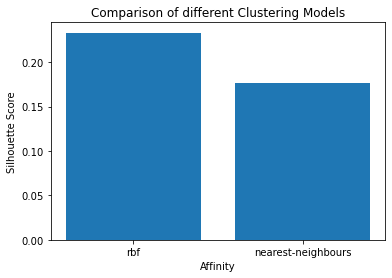 Comparison of different Clustering Models
Silhouette Score
0.20
0.15
0.10
0.05
0.00
rbf
nearest-neighbours
Affinity